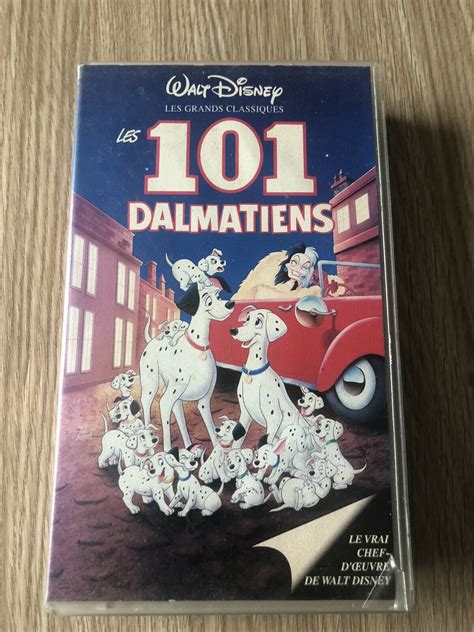 WALT DISNEY
LES GRANDS CLASSIQUES
LES
101
DALMATIENS
LE VRAI
CHEF-
D'ŒUVRE
DE WALT DISNEY